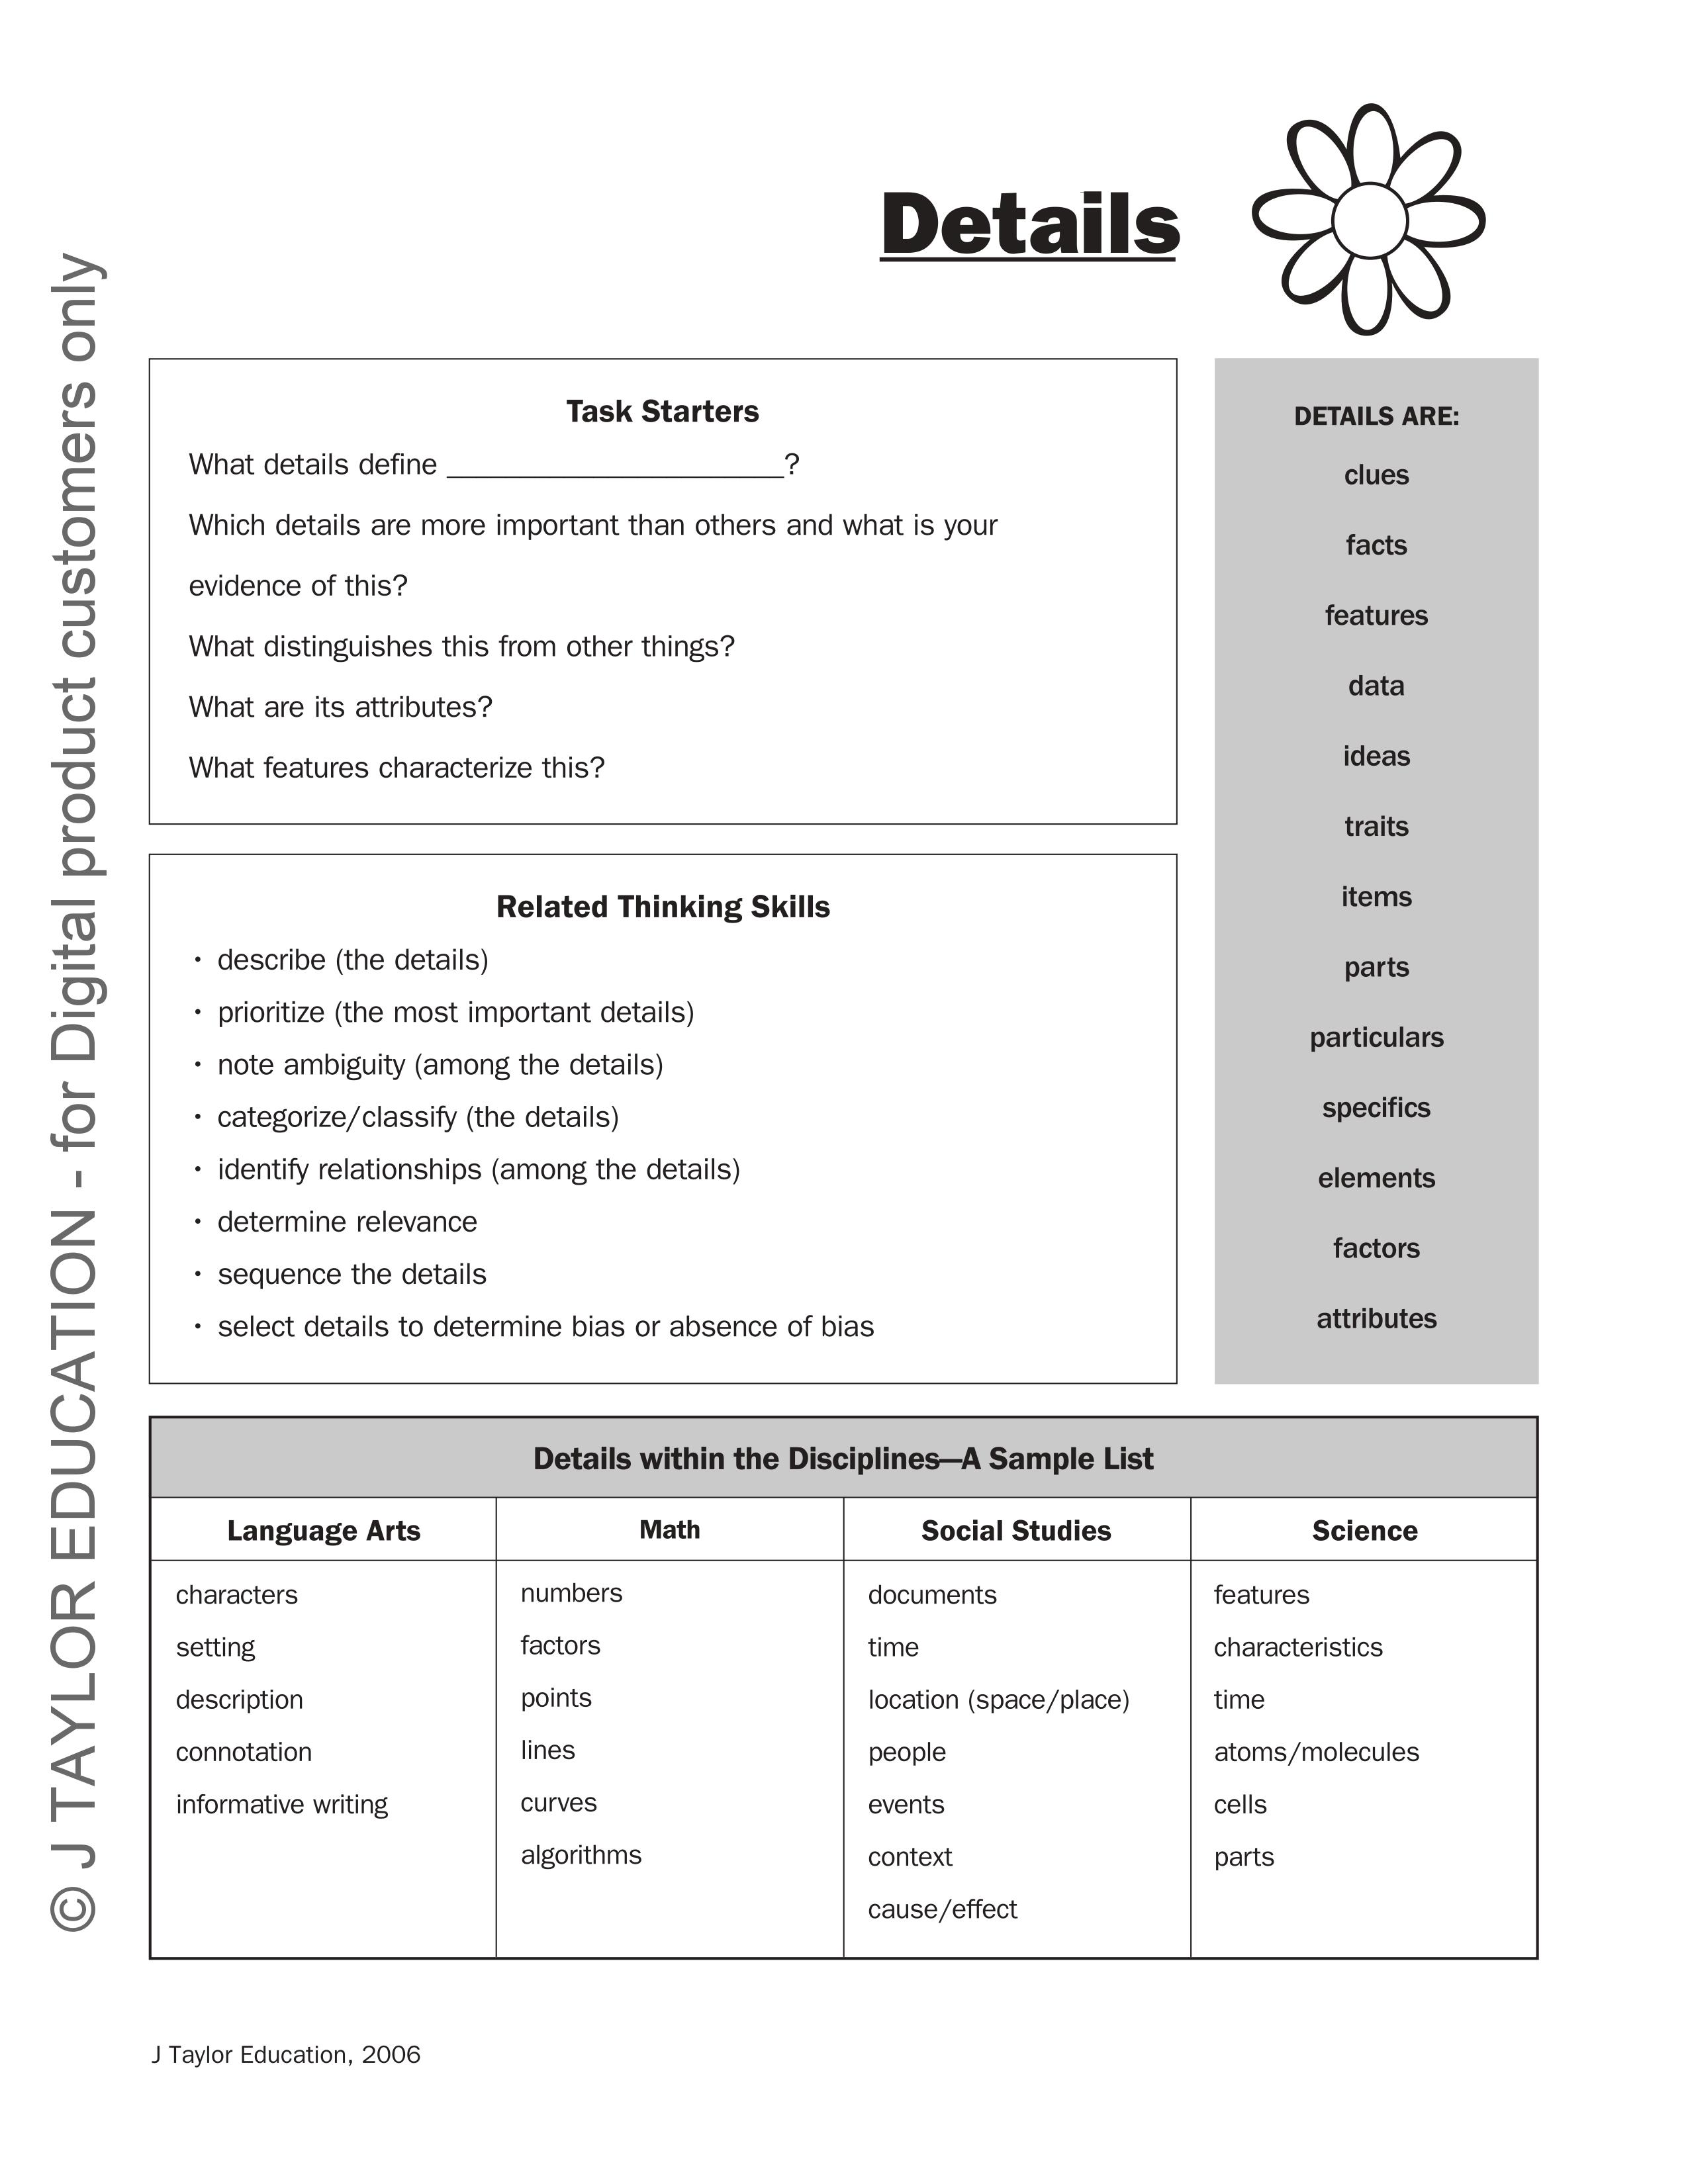 Details
Task Starters
What details define ______________________?
Which details are more important than others and what is your
evidence of this?
What distinguishes this from other things?
What are its attributes?
What features characterize this?
DETAILS ARE:
clues
facts
features
data
ideas
traits
items
parts
particulars
specifics
elements
factors
attributes
Related Thinking Skills
• describe (the details)
• prioritize (the most important details)
• note ambiguity (among the details)
• categorize/classify (the details)
• identify relationships (among the details)
• determine relevance
• sequence the details
• select details to determine bias or absence of bias
Details within the Disciplines—A Sample List
Language Arts
characters
setting
description
connotation
informative writing
Math
numbers
factors
points
lines
curves
algorithms
Social Studies
documents
time
location (space/place)
people
events
context
cause/effect
Science
features
characteristics
time
atoms/molecules
cells
parts
J Taylor Education, 2006
© J TAYLOR EDUCATION - for Digital product customers only